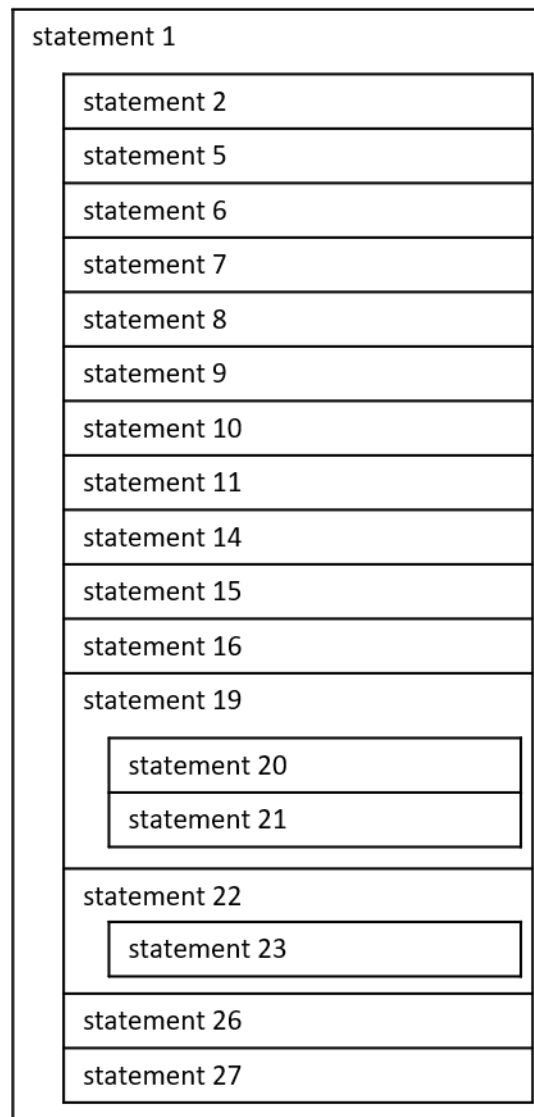 statement 1
statement 2
statement 5
statement 6
statement 7
statement 8
statement 9
statement 10
statement 11
statement 14
statement 15
statement 16
statement 19
statement 20
statement 21
statement 22
statement 23
statement 26
statement 27